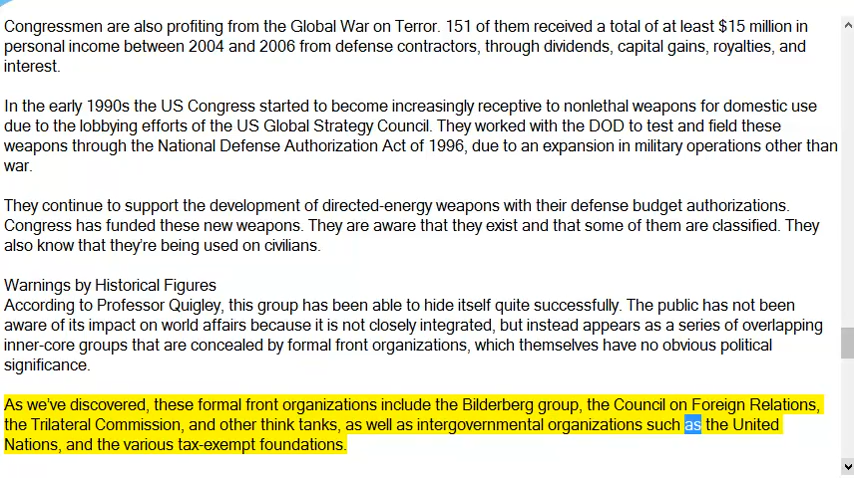 Congressmen are also profiting from the Global War on Terror. 151 of them received a total of at least $15 million in
personal income between 2004 and 2006 from defense contractors, through dividends, capital gains, royalties, and
interest.
In the early 1990s the US Congress started to become increasingly receptive to nonlethal weapons for domestic use
due to the lobbying efforts of the US Global Strategy Council. They worked with the DOD to test and field these
weapons through the National Defense Authorization Act of 1996, due to an expansion in military operations other than
war.
They continue to support the development of directed-energy weapons with their defense budget authorizations.
Congress has funded these new weapons. They are aware that they exist and that some of them are classified. They
also know that they're being used on civilians.
Warnings by Historical Figures
According to Professor Quigley, this group has been able to hide itself quite successfully. The public has not been
aware of its impact on world affairs because it is not closely integrated, but instead appears as a series of overlapping
inner-core groups that are concealed by formal front organizations, which themselves have no obvious political
significance.
As we've discovered, these formal front organizations include the Bilderberg group, the Council on Foreign Relations,
the Trilateral Commission, and other think tanks, as well as intergovernmental organizations such as the United
Nations, and the various tax-exempt foundations.